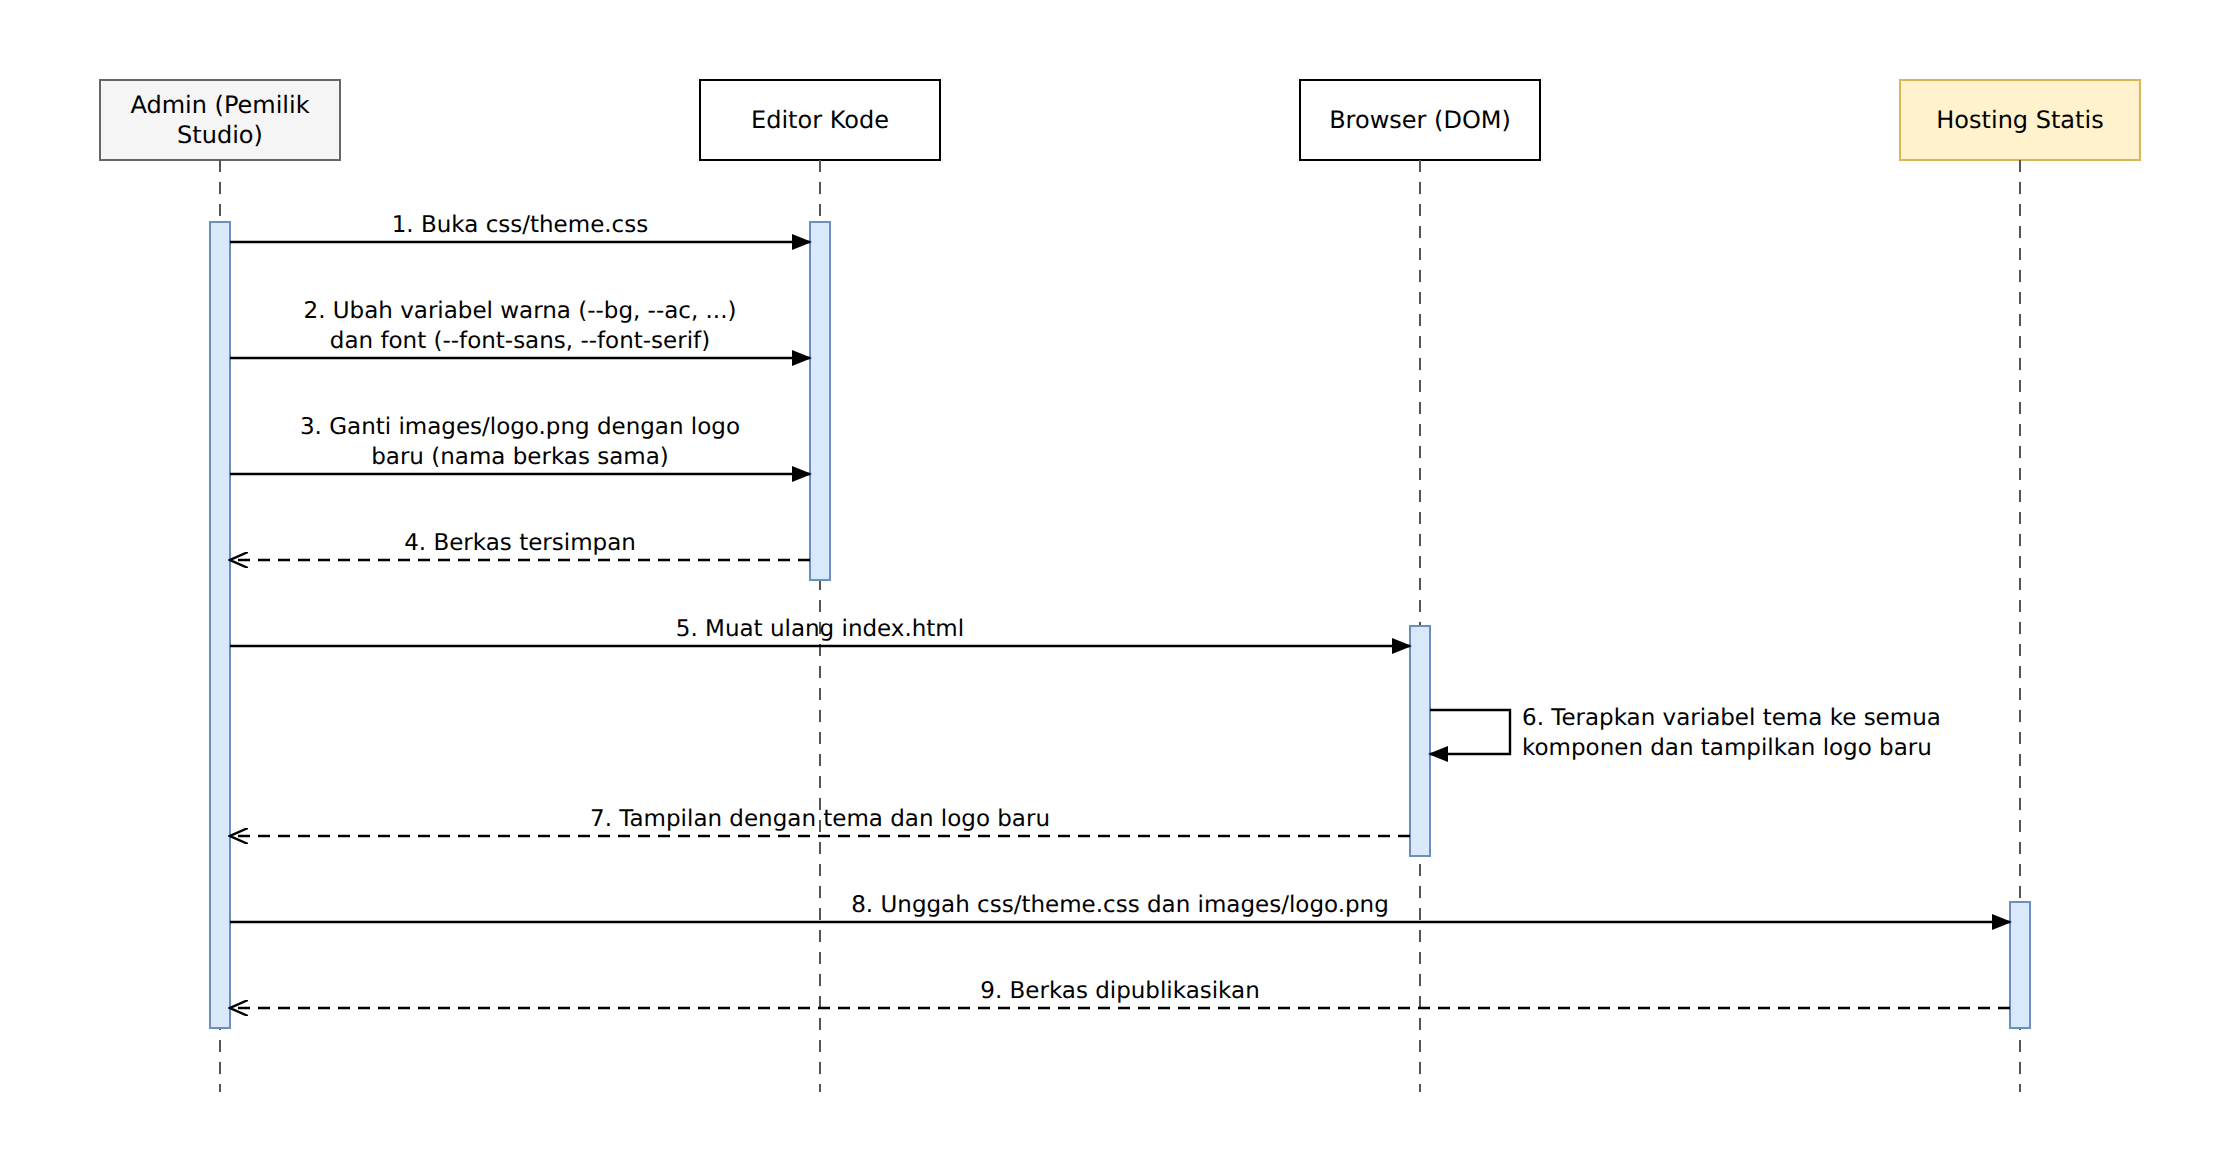 Admin (Pemilik
Studio)
Editor Kode
Browser (DOM)
Hosting Statis
1. Buka css/theme.css
2. Ubah variabel warna (--bg, --ac, ...)
dan font (--font-sans, --font-serif)
3. Ganti images/logo.png dengan logo
baru (nama berkas sama)
4. Berkas tersimpan
5. Muat ulang index.html
6. Terapkan variabel tema ke semua
komponen dan tampilkan logo baru
7. Tampilan dengan tema dan logo baru
8. Unggah css/theme.css dan images/logo.png
9. Berkas dipublikasikan